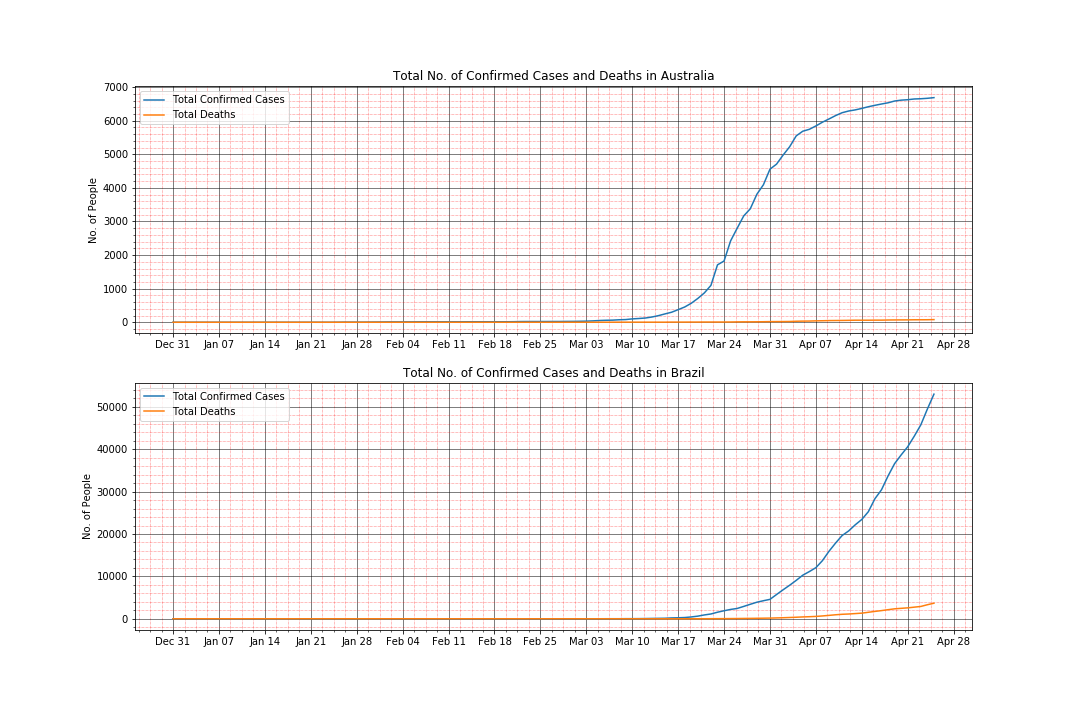 Total No. of Confirmed Cases and Deaths in Australia
7000
6000
5000
4000
3000
2000
1000
0
No. of People
Total Confirmed Cases
Total Deaths
Dec 31 Jan 07 Jan 14 Jan 21 Jan 28 Feb 04 Feb 11 Feb 18 Feb 25 Mar 03 Mar 10 Mar 17 Mar 24 Mar 31 Apr 07 Apr 14 Apr 21 Apr 28
Total No. of Confirmed Cases and Deaths in Brazil
50000
40000
30000
20000
10000
0
No. of People
Total Confirmed Cases
Total Deaths
Dec 31 Jan 07 Jan 14 Jan 21 Jan 28 Feb 04 Feb 11 Feb 18 Feb 25 Mar 03 Mar 10 Mar 17 Mar 24 Mar 31 Apr 07 Apr 14 Apr 21 Apr 28